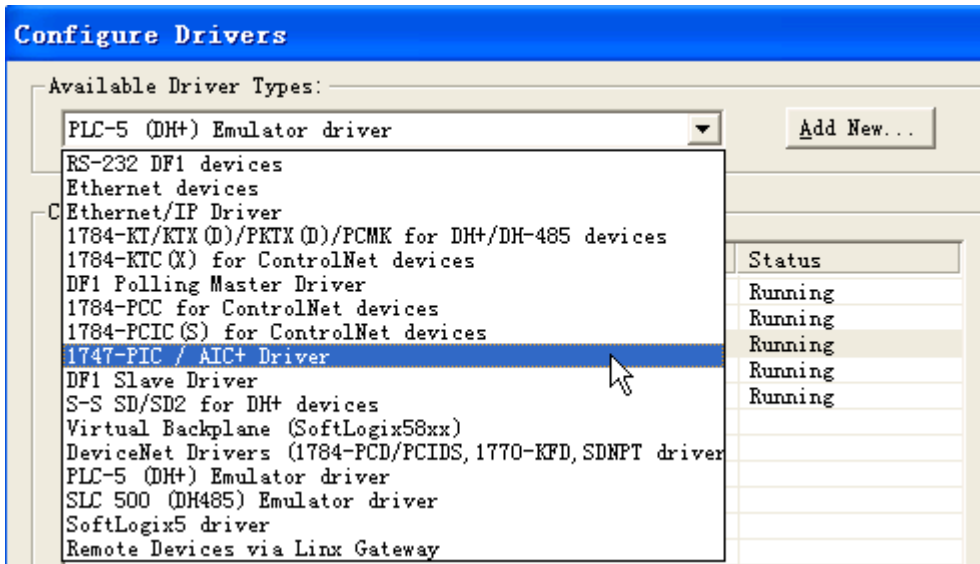 Configure Drivers
Available Driver Types:
PLC-5 (DH+) Emulator driver
Add New...
RS-232 DF1 devices
Ethernet devices
Ethernet/IP Driver
1784-KT/KTX(D)/PKTX(D)/PCMK for DH+/DH-485 devices
1784-KTC(X) for ControlNet devices
DF1 Polling Master Driver
1784-PCC for ControlNet devices
1784-PCIC(S) for ControlNet devices
1747-PIC / AIC+ Driver
DF1 Slave Driver
S-S SD/SD2 for DH+ devices
Virtual Backplane (SoftLogix58xx)
DeviceNet Drivers (1784-PCD/PCIDS,1770-KFD,SDNPT driver
PLC-5 (DH+) Emulator driver
SLC 500 (DH485) Emulator driver
SoftLogix5 driver
Remote Devices via Linx Gateway
Status
Running
Running
Running
Running
Running